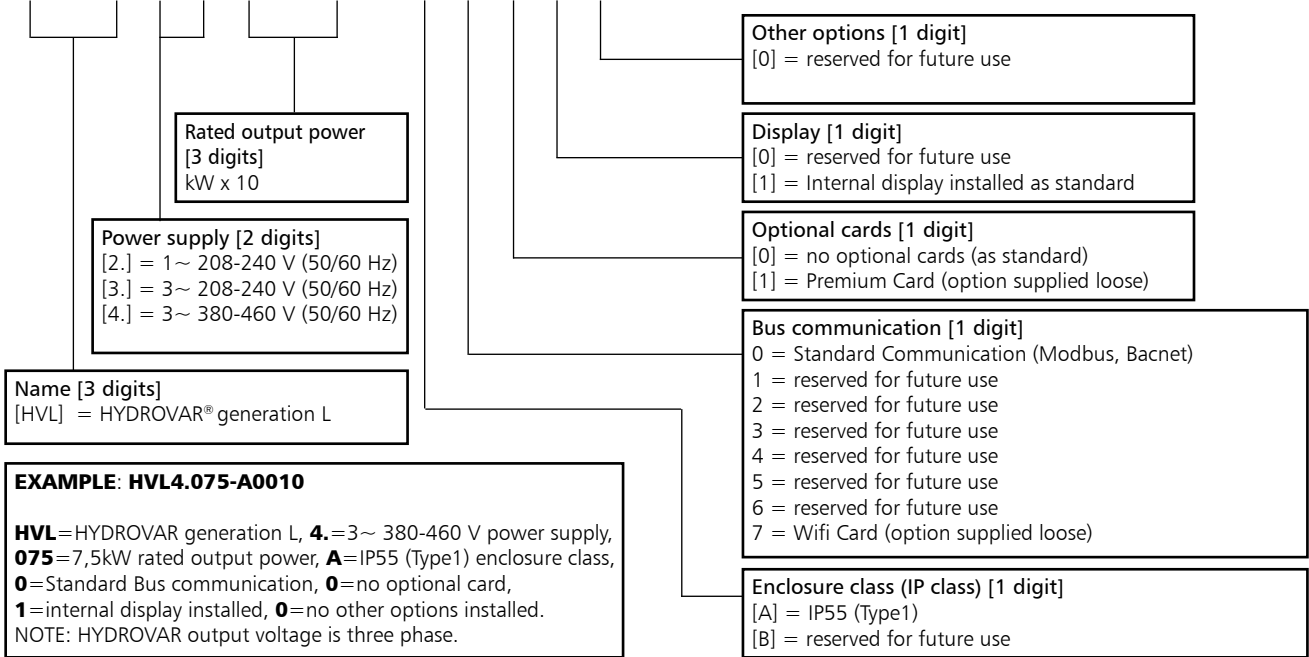 Other options [1 digit]
[0] = reserved for future use
Rated output power
[3 digits]
kW x 10
Display [1 digit]
[0] = reserved for future use
[1] = Internal display installed as standard
Power supply [2 digits]
[2.] = 1~ 208-240 V (50/60 Hz)
[3.] = 3~ 208-240 V (50/60 Hz)
[4.] = 3~ 380-460 V (50/60 Hz)
Optional cards [1 digit]
[0] = no optional cards (as standard)
[1] = Premium Card (option supplied loose)
Name [3 digits]
[HVL] = HYDROVAR® generation L
Bus communication [1 digit]
0 = Standard Communication (Modbus, Bacnet)
1 = reserved for future use
2 = reserved for future use
3 = reserved for future use
4 = reserved for future use
5 = reserved for future use
6 = reserved for future use
7 = Wifi Card (option supplied loose)
EXAMPLE: HVL4.075-A0010
HVL=HYDROVAR generation L, 4.=3~ 380-460 V power supply,
075=7,5kW rated output power, A=IP55 (Type1) enclosure class,
0=Standard Bus communication, 0=no optional card,
1=internal display installed, 0=no other options installed.
NOTE: HYDROVAR output voltage is three phase.
Enclosure class (IP class) [1 digit]
[A] = IP55 (Type1)
[B] = reserved for future use